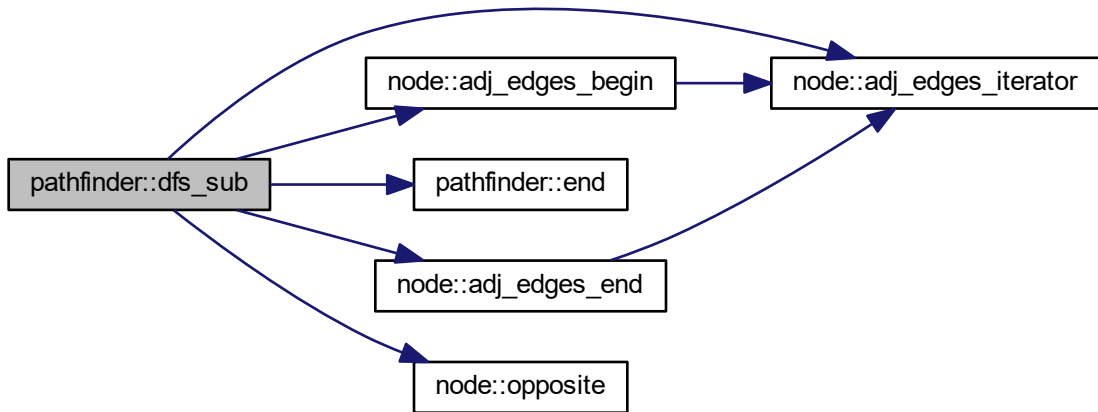 node::adj_edges_begin
node::adj_edges_iterator
pathfinder::dfs_sub
pathfinder::end
node::adj_edges_end
node::opposite